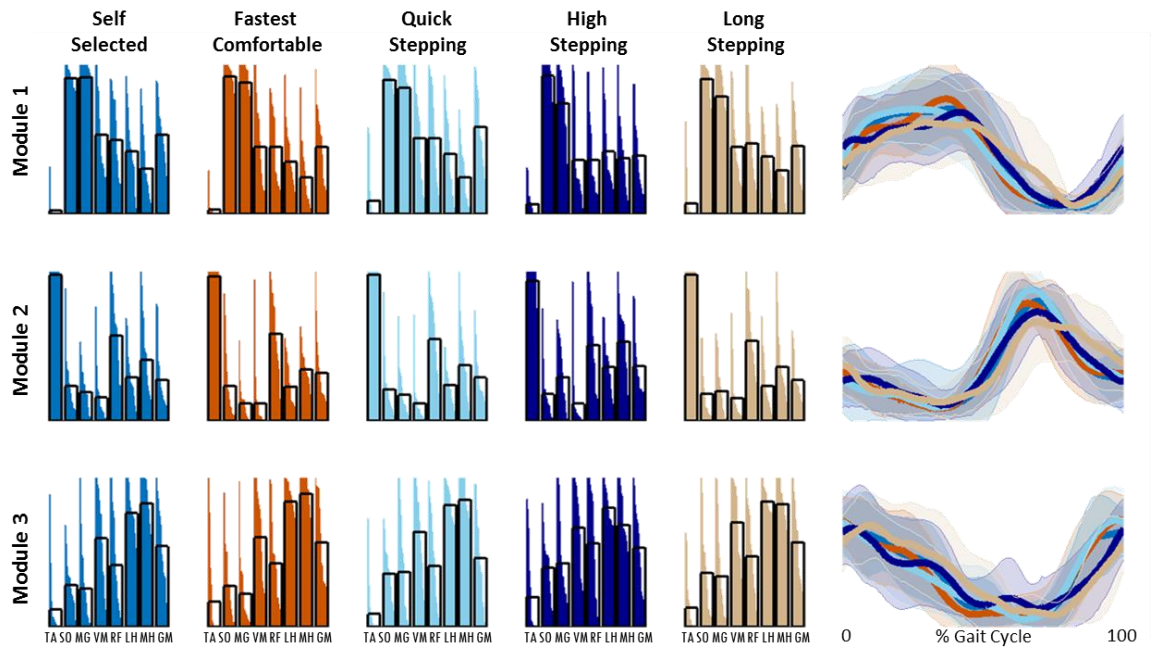 Self
Selected
Fastest
Comfortable
Quick
Stepping
High
Stepping
Long
Stepping
Module 1
Module 2
Module 3
TA SO MG VM RF LH MH GM
TA SO MG VM RF LH MH GM
TA SO MG VM RF LH MH GM
TA SO MG VM RF LH MH GM
TA SO MG VM RF LH MH GM
0 % Gait Cycle 100